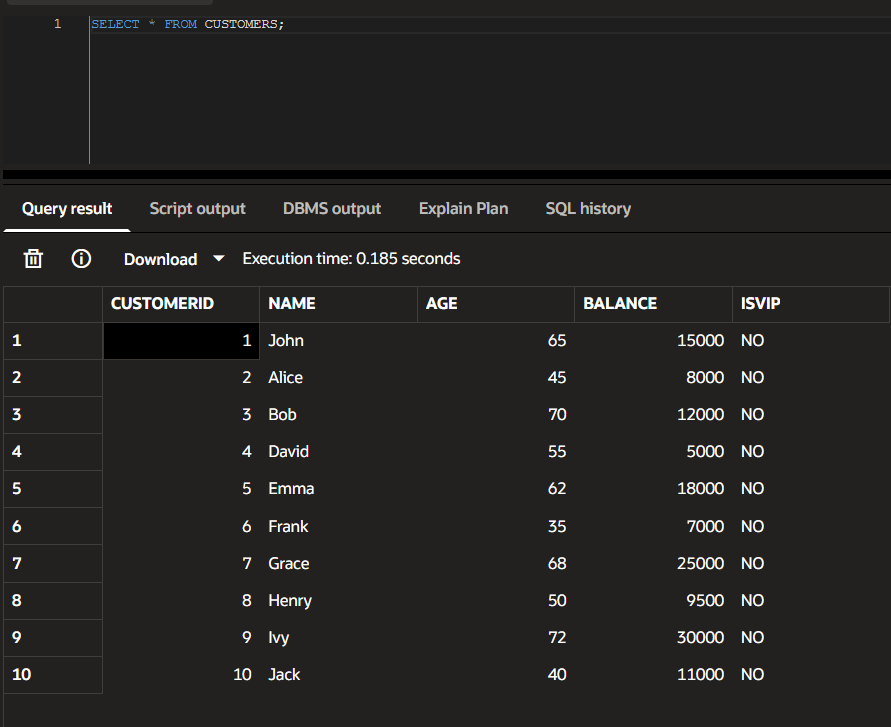 1 SELECT * FROM CUSTOMERS;
Query result Script output DBMS output Explain Plan SQL history
Download Execution time: 0.185 seconds
CUSTOMERID NAME AGE BALANCE ISVIP
1 1 John 65 15000 NO
2 2 Alice 45 8000 NO
3 3 Bob 70 12000 NO
4 4 David 55 5000 NO
5 5 Emma 62 18000 NO
6 6 Frank 35 7000 NO
7 7 Grace 68 25000 NO
8 8 Henry 50 9500 NO
9 9 Ivy 72 30000 NO
10 10 Jack 40 11000 NO